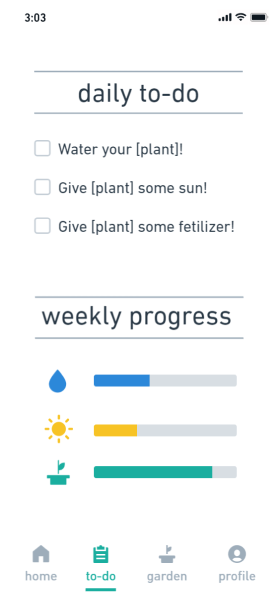 3:03
daily to-do
Water your [plant]!
Give [plant] some sun!
Give [plant] some fetilizer!
weekly progress
home
to-do
garden
profile